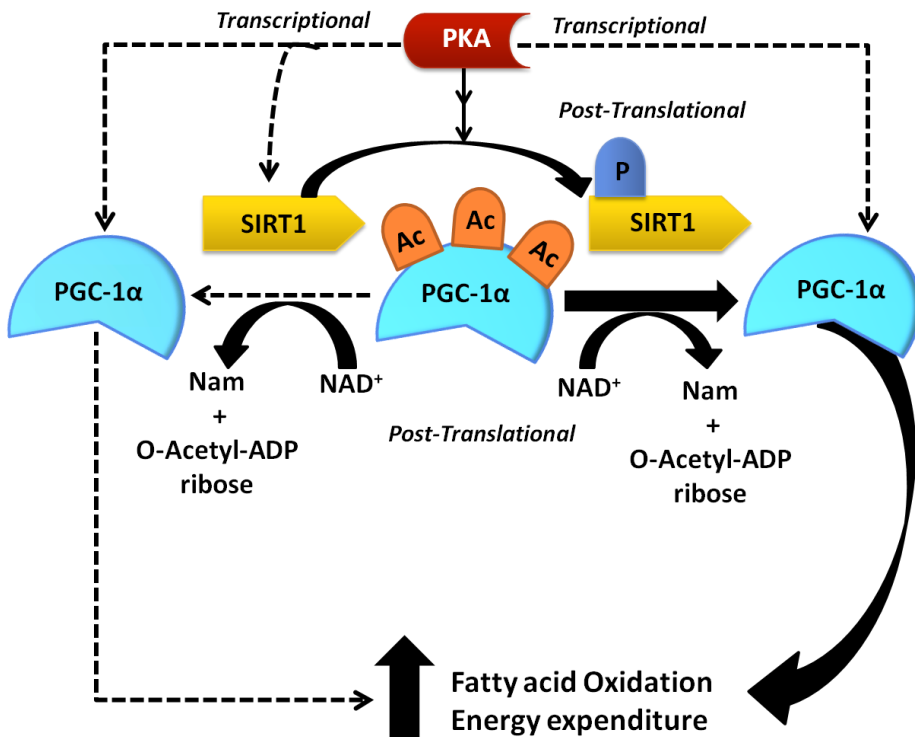 Transcriptional
PKA
Transcriptional
Post-Translational
P
SIRT1
SIRT1
Ac
Ac
Ac
PGC-1α
PGC-1α
PGC-1α
Nam
+
O-Acetyl-ADP
ribose
NAD⁺
Post-Translational
NAD⁺
Nam
+
O-Acetyl-ADP
ribose
Fatty acid Oxidation
Energy expenditure